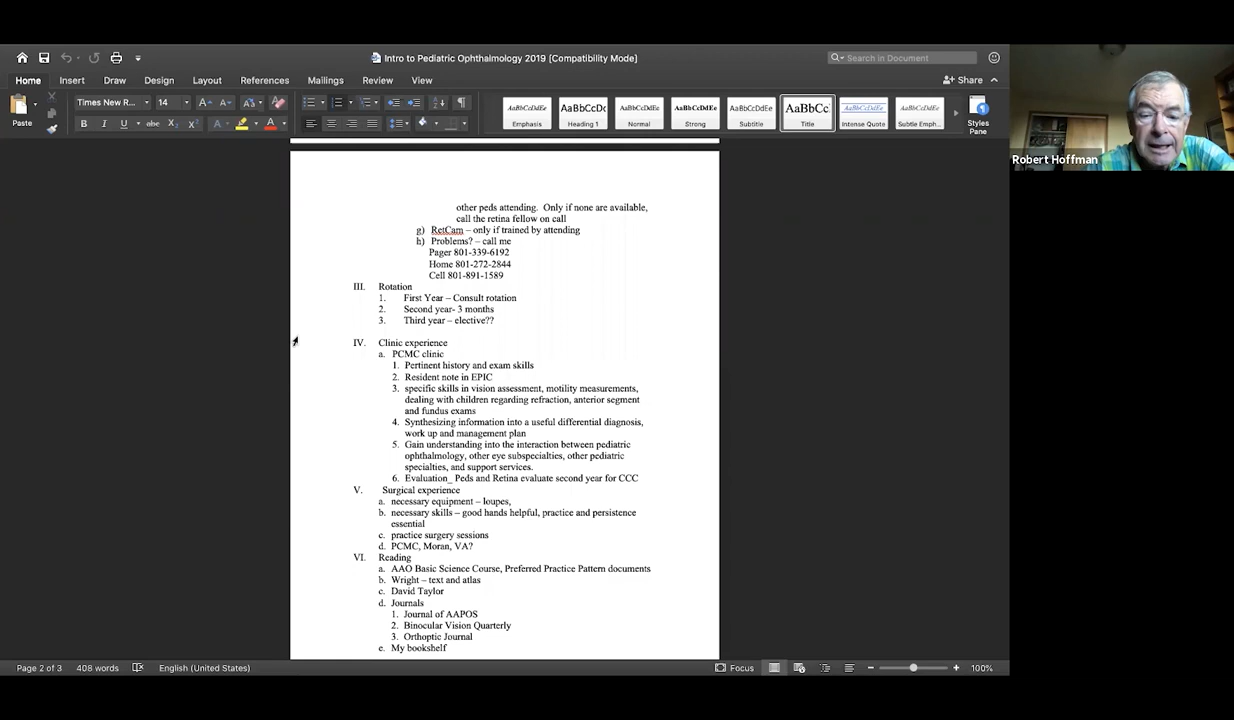 Intro to Pediatric Ophthalmology 2019 [Compatibility Mode]
Search in Document
Home Insert Draw Design Layout References Mailings Review View
Share
Paste
Times New R...
14
B I U abc X₂ X²
AaBbCcDdEe
Emphasis
AaBbCcDc
Heading 1
AaBbCcDdEe
Normal
AaBbCcDdEe
Strong
AaBbCcDdEe
Subtitle
AaBbCc
Title
AaBbCcDdEe
Intense Quote
AaBbCcDdEe
Subtle Emph...
Styles
Pane
Robert Hoffman
other peds attending. Only if none are available,
call the retina fellow on call
g) RetCam – only if trained by attending
h) Problems? – call me
Pager 801-339-6192
Home 801-272-2844
Cell 801-891-1589
III. Rotation
1. First Year – Consult rotation
2. Second year- 3 months
3. Third year – elective??
IV. Clinic experience
a. PCMC clinic
1. Pertinent history and exam skills
2. Resident note in EPIC
3. specific skills in vision assessment, motility measurements,
dealing with children regarding refraction, anterior segment
and fundus exams
4. Synthesizing information into a useful differential diagnosis,
work up and management plan
5. Gain understanding into the interaction between pediatric
ophthalmology, other eye subspecialties, other pediatric
specialties, and support services.
6. Evaluation_ Peds and Retina evaluate second year for CCC
V. Surgical experience
a. necessary equipment – loupes,
b. necessary skills – good hands helpful, practice and persistence
essential
c. practice surgery sessions
d. PCMC, Moran, VA?
VI. Reading
a. AAO Basic Science Course, Preferred Practice Pattern documents
b. Wright – text and atlas
c. David Taylor
d. Journals
1. Journal of AAPOS
2. Binocular Vision Quarterly
3. Orthoptic Journal
e. My bookshelf
Page 2 of 3 408 words English (United States) Focus 100%